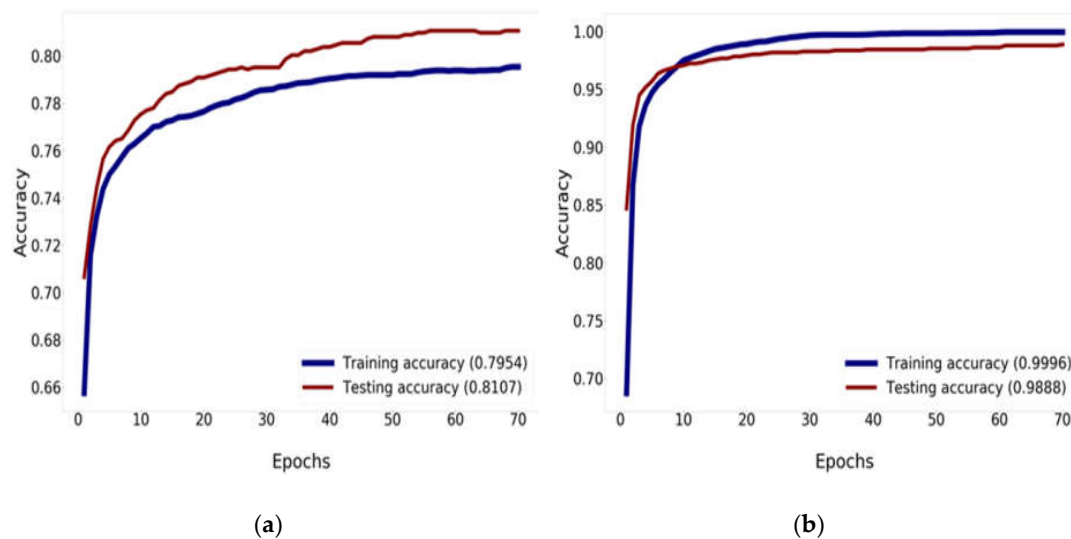 0.80
0.78
0.76
0.74
0.72
0.70
0.68
0.66
Accuracy
Training accuracy (0.7954)
Testing accuracy (0.8107)
0 10 20 30 40 50 60 70
Epochs
(a)
1.00
0.95
0.90
0.85
0.80
0.75
0.70
Accuracy
Training accuracy (0.9996)
Testing accuracy (0.9888)
0 10 20 30 40 50 60 70
Epochs
(b)